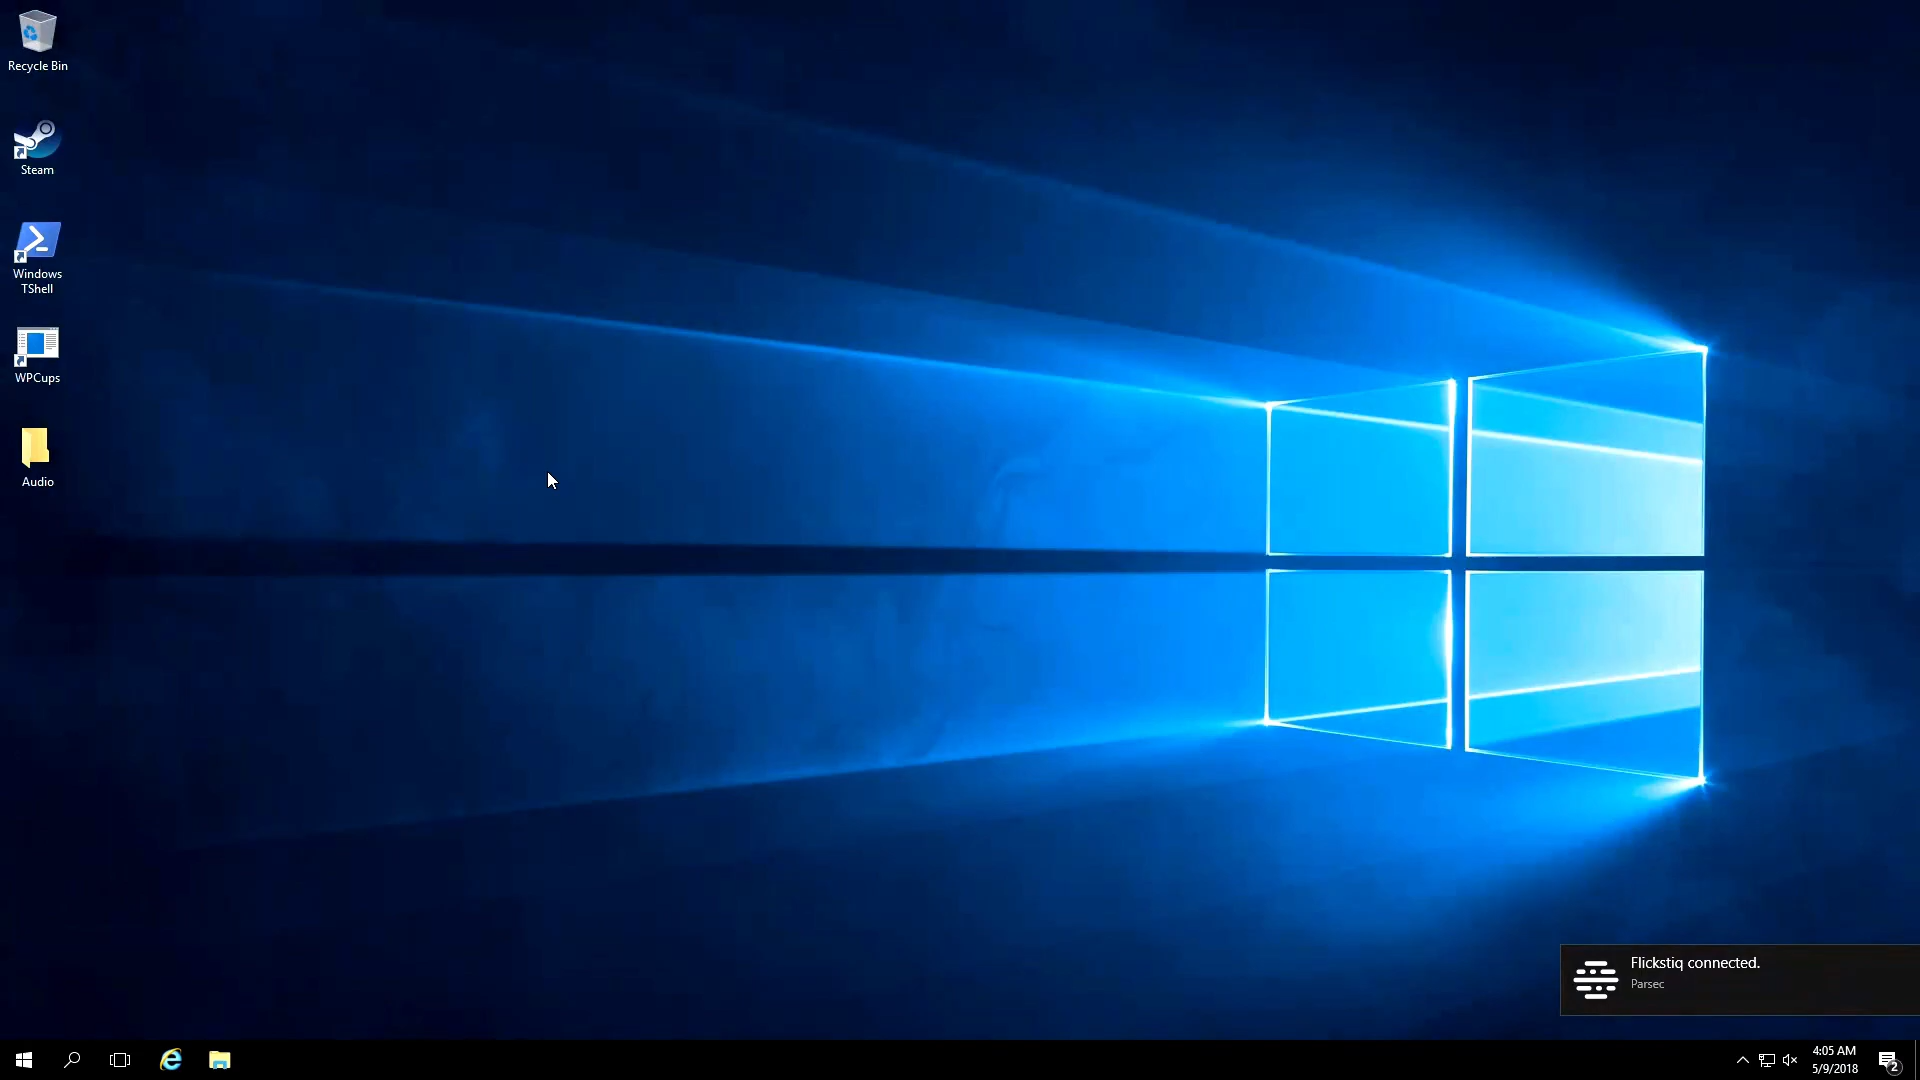 Recycle Bin
Steam
Windows
TShell
WPCups
Audio
Flickstiq connected.
Parsec
4:05 AM
5/9/2018
2